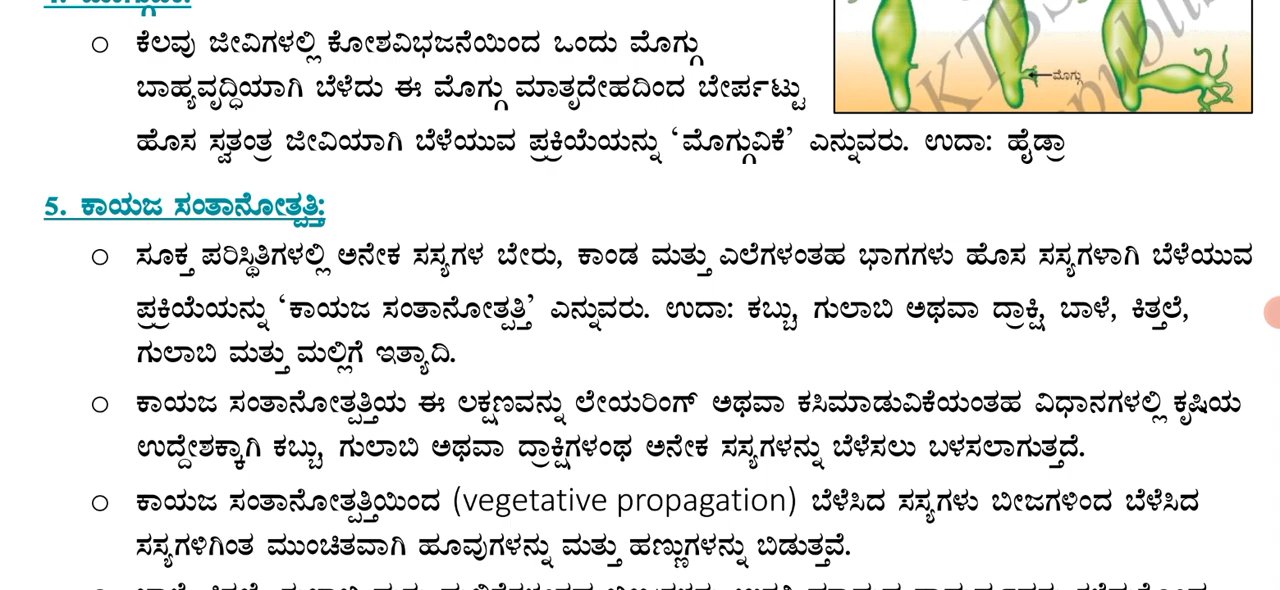 ಕೆಲವು ಜೀವಿಗಳಲ್ಲಿ ಕೋಶವಿಭಜನೆಯಿಂದ ಒಂದು ಮೊಗ್ಗು
ಬಾಹ್ಯವೃದ್ಧಿಯಾಗಿ ಬೆಳೆದು ಈ ಮೊಗ್ಗು ಮಾತೃದೇಹದಿಂದ ಬೇರ್ಪಟ್ಟು
ಮೊಗ್ಗು
ಹೊಸ ಸ್ವತಂತ್ರ ಜೀವಿಯಾಗಿ ಬೆಳೆಯುವ ಪ್ರಕ್ರಿಯೆಯನ್ನು ‘ಮೊಗ್ಗುವಿಕೆ’ ಎನ್ನುವರು. ಉದಾ: ಹೈಡ್ರಾ
5. ಕಾಯಜ ಸಂತಾನೋತ್ಪತ್ತಿ:
ಸೂಕ್ತ ಪರಿಸ್ಥಿತಿಗಳಲ್ಲಿ ಅನೇಕ ಸಸ್ಯಗಳ ಬೇರು, ಕಾಂಡ ಮತ್ತು ಎಲೆಗಳಂತಹ ಭಾಗಗಳು ಹೊಸ ಸಸ್ಯಗಳಾಗಿ ಬೆಳೆಯುವ
ಪ್ರಕ್ರಿಯೆಯನ್ನು ‘ಕಾಯಜ ಸಂತಾನೋತ್ಪತ್ತಿ’ ಎನ್ನುವರು. ಉದಾ: ಕಬ್ಬು, ಗುಲಾಬಿ ಅಥವಾ ದ್ರಾಕ್ಷಿ, ಬಾಳೆ, ಕಿತ್ತಲೆ,
ಗುಲಾಬಿ ಮತ್ತು ಮಲ್ಲಿಗೆ ಇತ್ಯಾದಿ.
ಕಾಯಜ ಸಂತಾನೋತ್ಪತ್ತಿಯ ಈ ಲಕ್ಷಣವನ್ನು ಲೇಯರಿಂಗ್ ಅಥವಾ ಕಸಿಮಾಡುವಿಕೆಯಂತಹ ವಿಧಾನಗಳಲ್ಲಿ ಕೃಷಿಯ
ಉದ್ದೇಶಕ್ಕಾಗಿ ಕಬ್ಬು, ಗುಲಾಬಿ ಅಥವಾ ದ್ರಾಕ್ಷಿಗಳಂಥ ಅನೇಕ ಸಸ್ಯಗಳನ್ನು ಬೆಳೆಸಲು ಬಳಸಲಾಗುತ್ತದೆ.
ಕಾಯಜ ಸಂತಾನೋತ್ಪತ್ತಿಯಿಂದ (vegetative propagation) ಬೆಳೆಸಿದ ಸಸ್ಯಗಳು ಬೀಜಗಳಿಂದ ಬೆಳೆಸಿದ
ಸಸ್ಯಗಳಿಗಿಂತ ಮುಂಚಿತವಾಗಿ ಹೂವುಗಳನ್ನು ಮತ್ತು ಹಣ್ಣುಗಳನ್ನು ಬಿಡುತ್ತವೆ.